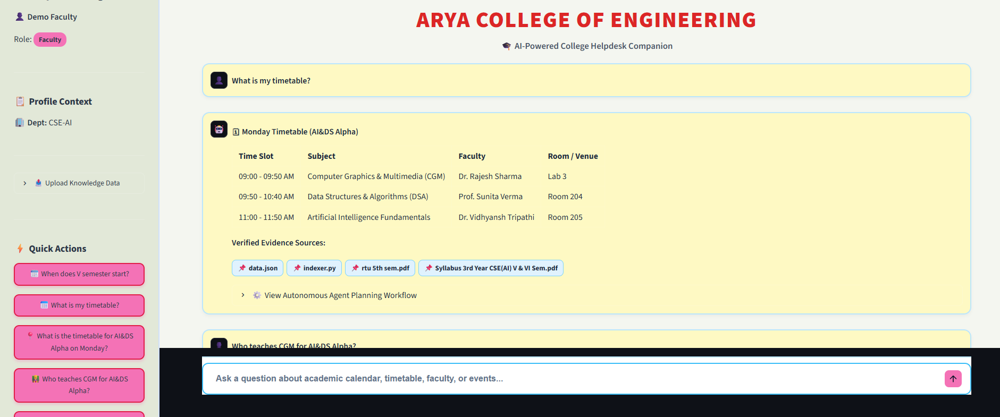 Demo Faculty
Role: Faculty
Profile Context
Dept: CSE-AI
Upload Knowledge Data
Quick Actions
When does V semester start?
What is my timetable?
What is the timetable for AI&DS
Alpha on Monday?
Who teaches CGM for AI&DS
Alpha?
ARYA COLLEGE OF ENGINEERING
AI-Powered College Helpdesk Companion
What is my timetable?
Monday Timetable (AI&DS Alpha)
Time Slot Subject Faculty Room / Venue
09:00 - 09:50 AM Computer Graphics & Multimedia (CGM) Dr. Rajesh Sharma Lab 3
09:50 - 10:40 AM Data Structures & Algorithms (DSA) Prof. Sunita Verma Room 204
11:00 - 11:50 AM Artificial Intelligence Fundamentals Dr. Vidhyansh Tripathi Room 205
Verified Evidence Sources:
data.json indexer.py rtu 5th sem.pdf Syllabus 3rd Year CSE(AI) V & VI Sem.pdf
View Autonomous Agent Planning Workflow
Who teaches CGM for AI&DS Alpha?
Ask a question about academic calendar, timetable, faculty, or events...